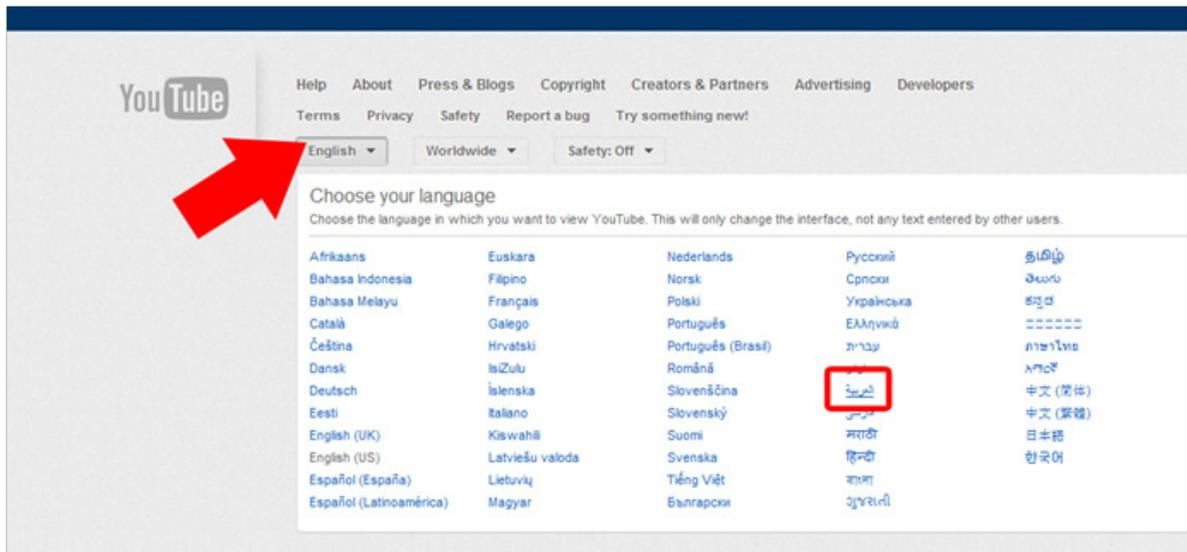 YouTube
Help About Press & Blogs Copyright Creators & Partners Advertising Developers
Terms Privacy Safety Report a bug Try something new!
English Worldwide Safety: Off
Choose your language
Choose the language in which you want to view YouTube. This will only change the interface, not any text entered by other users.
Afrikaans Euskara Nederlands Русский தமிழ்
Bahasa Indonesia Filipino Norsk Српски తెలుగు
Bahasa Melayu Français Polski Українська ಕನ್ನಡ
Català Galego Português Ελληνικά
Čeština Hrvatski Português (Brasil) עברית ภาษาไทย
Dansk IsiZulu Română አማርኛ
Deutsch Íslenska Slovenščina العربية 中文 (简体)
Eesti Italiano Slovenský فارسی 中文 (繁體)
English (UK) Kiswahili Suomi मराठी 日本語
English (US) Latviešu valoda Svenska हिन्दी 한국어
Español (España) Lietuvių Tiếng Việt বাংলা
Español (Latinoamérica) Magyar Български ગુજરાતી